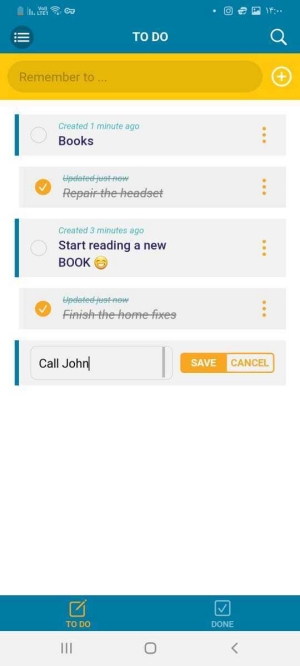 ۱۴:۰۰
TO DO
Remember to ...
Created 1 minute ago
Books
Updated just now
Repair the headset
Created 3 minutes ago
Start reading a new
BOOK 😁
Updated just now
Finish the home fixes
Call John
SAVE CANCEL
TO DO DONE